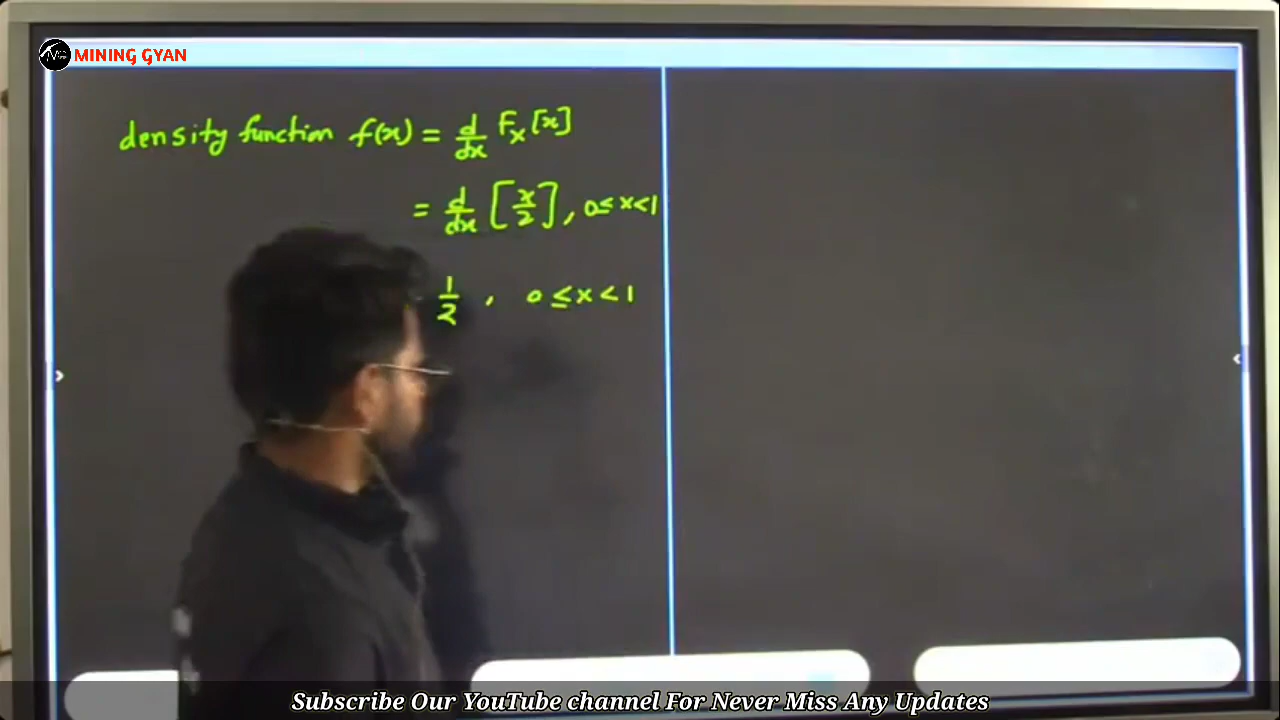 MINING GYAN
density function f(x) = d/dx Fx[x]
= d/dx [x/2], 0≤x<1
1/2 , 0≤x<1
Subscribe Our YouTube channel For Never Miss Any Updates